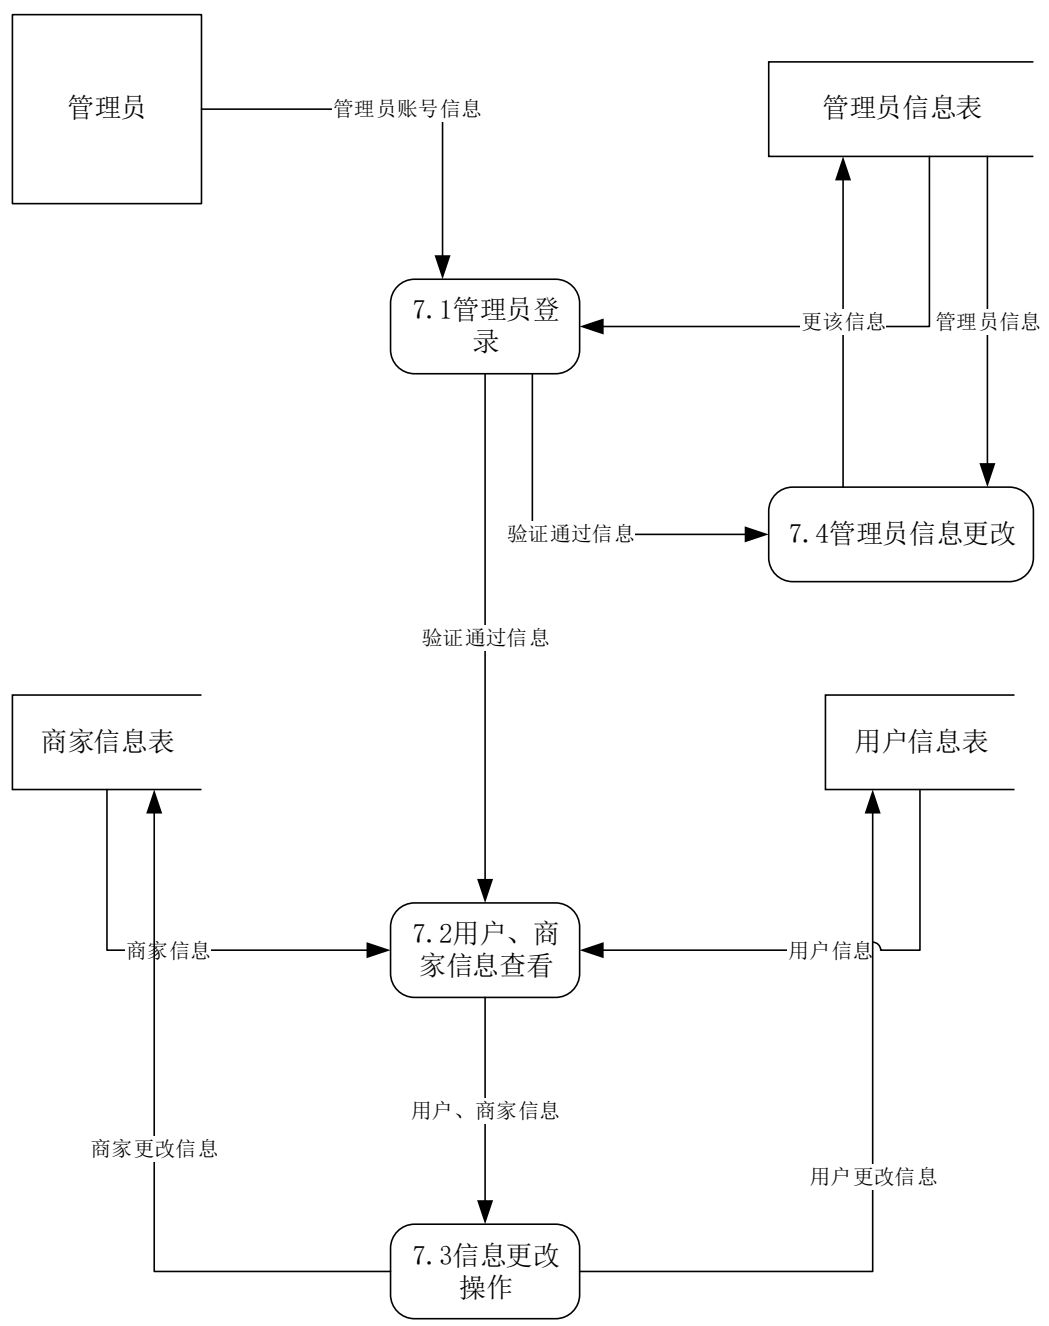 管理员
管理员账号信息
管理员信息表
7.1管理员登
录
更该信息
管理员信息
验证通过信息
7.4管理员信息更改
验证通过信息
商家信息表
用户信息表
7.2用户、商
家信息查看
商家信息
用户信息
用户、商家信息
商家更改信息
用户更改信息
7.3信息更改
操作